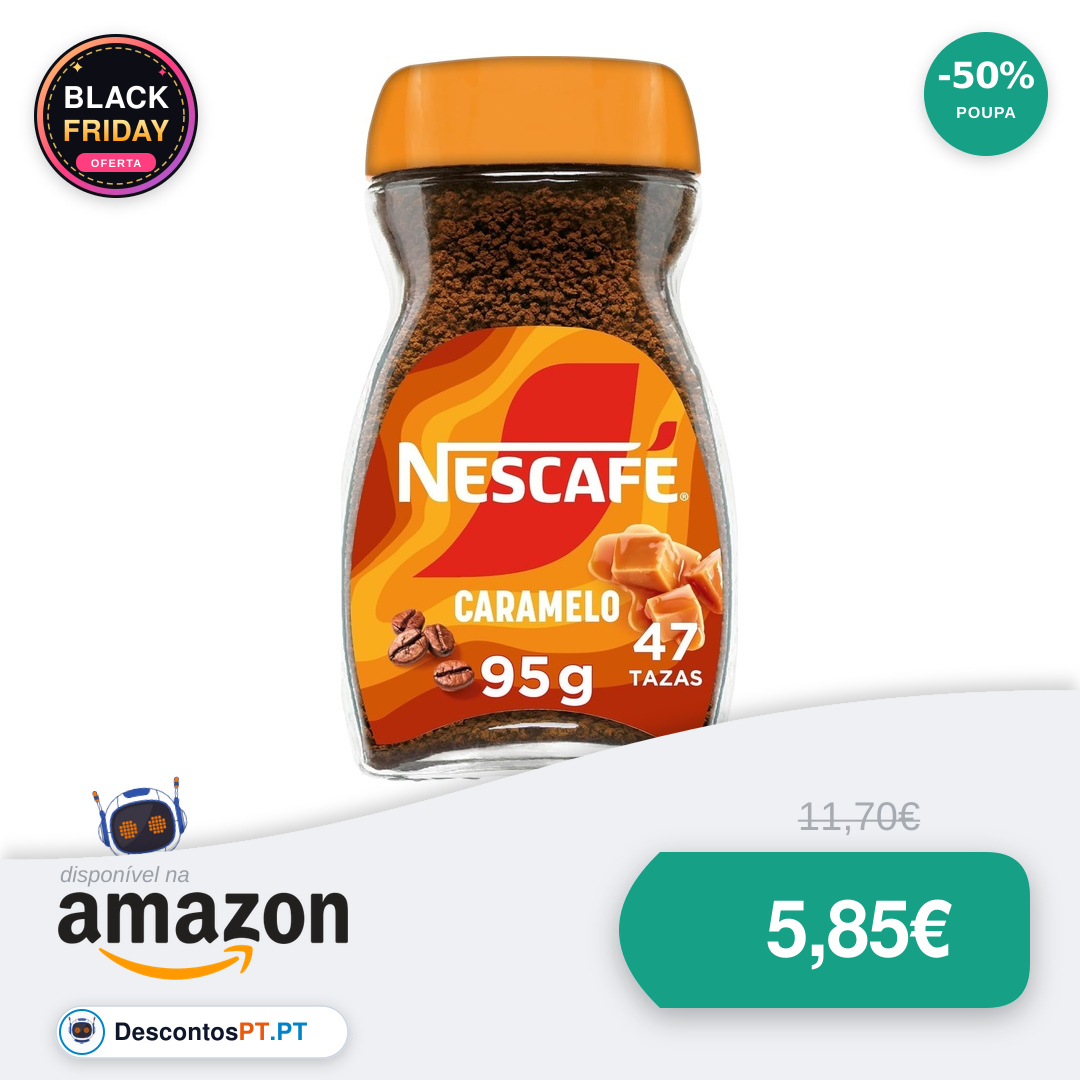 BLACK
FRIDAY
OFERTA
-50%
POUPA
NESCAFÉ®
CARAMELO
47
TAZAS
95g
11,70€
5,85€
disponível na
amazon
DescontosPT.PT